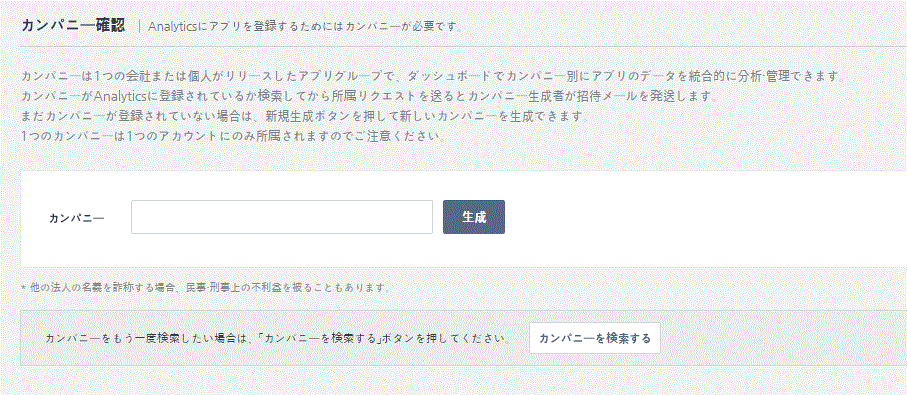 カンパニー確認 | Analyticsにアプリを登録するためにはカンパニーが必要です。
カンパニーは1つの会社または個人がリリースしたアプリグループで、ダッシュボードでカンパニー別にアプリのデータを統合的に分析·管理できます。
カンパニーがAnalyticsに登録されているか検索してから所属リクエストを送るとカンパニー生成者が招待メールを発送します。
まだカンパニーが登録されていない場合は、新規生成ボタンを押して新しいカンパニーを生成できます。
1つのカンパニーは1つのアカウントにのみ所属されますのでご注意ください。
カンパニー 生成
* 他の法人の名義を詐称する場合、民事·刑事上の不利益を被ることもあります。
カンパニーをもう一度検索したい場合は、「カンパニーを検索する」ボタンを押してください。 カンパニーを検索する